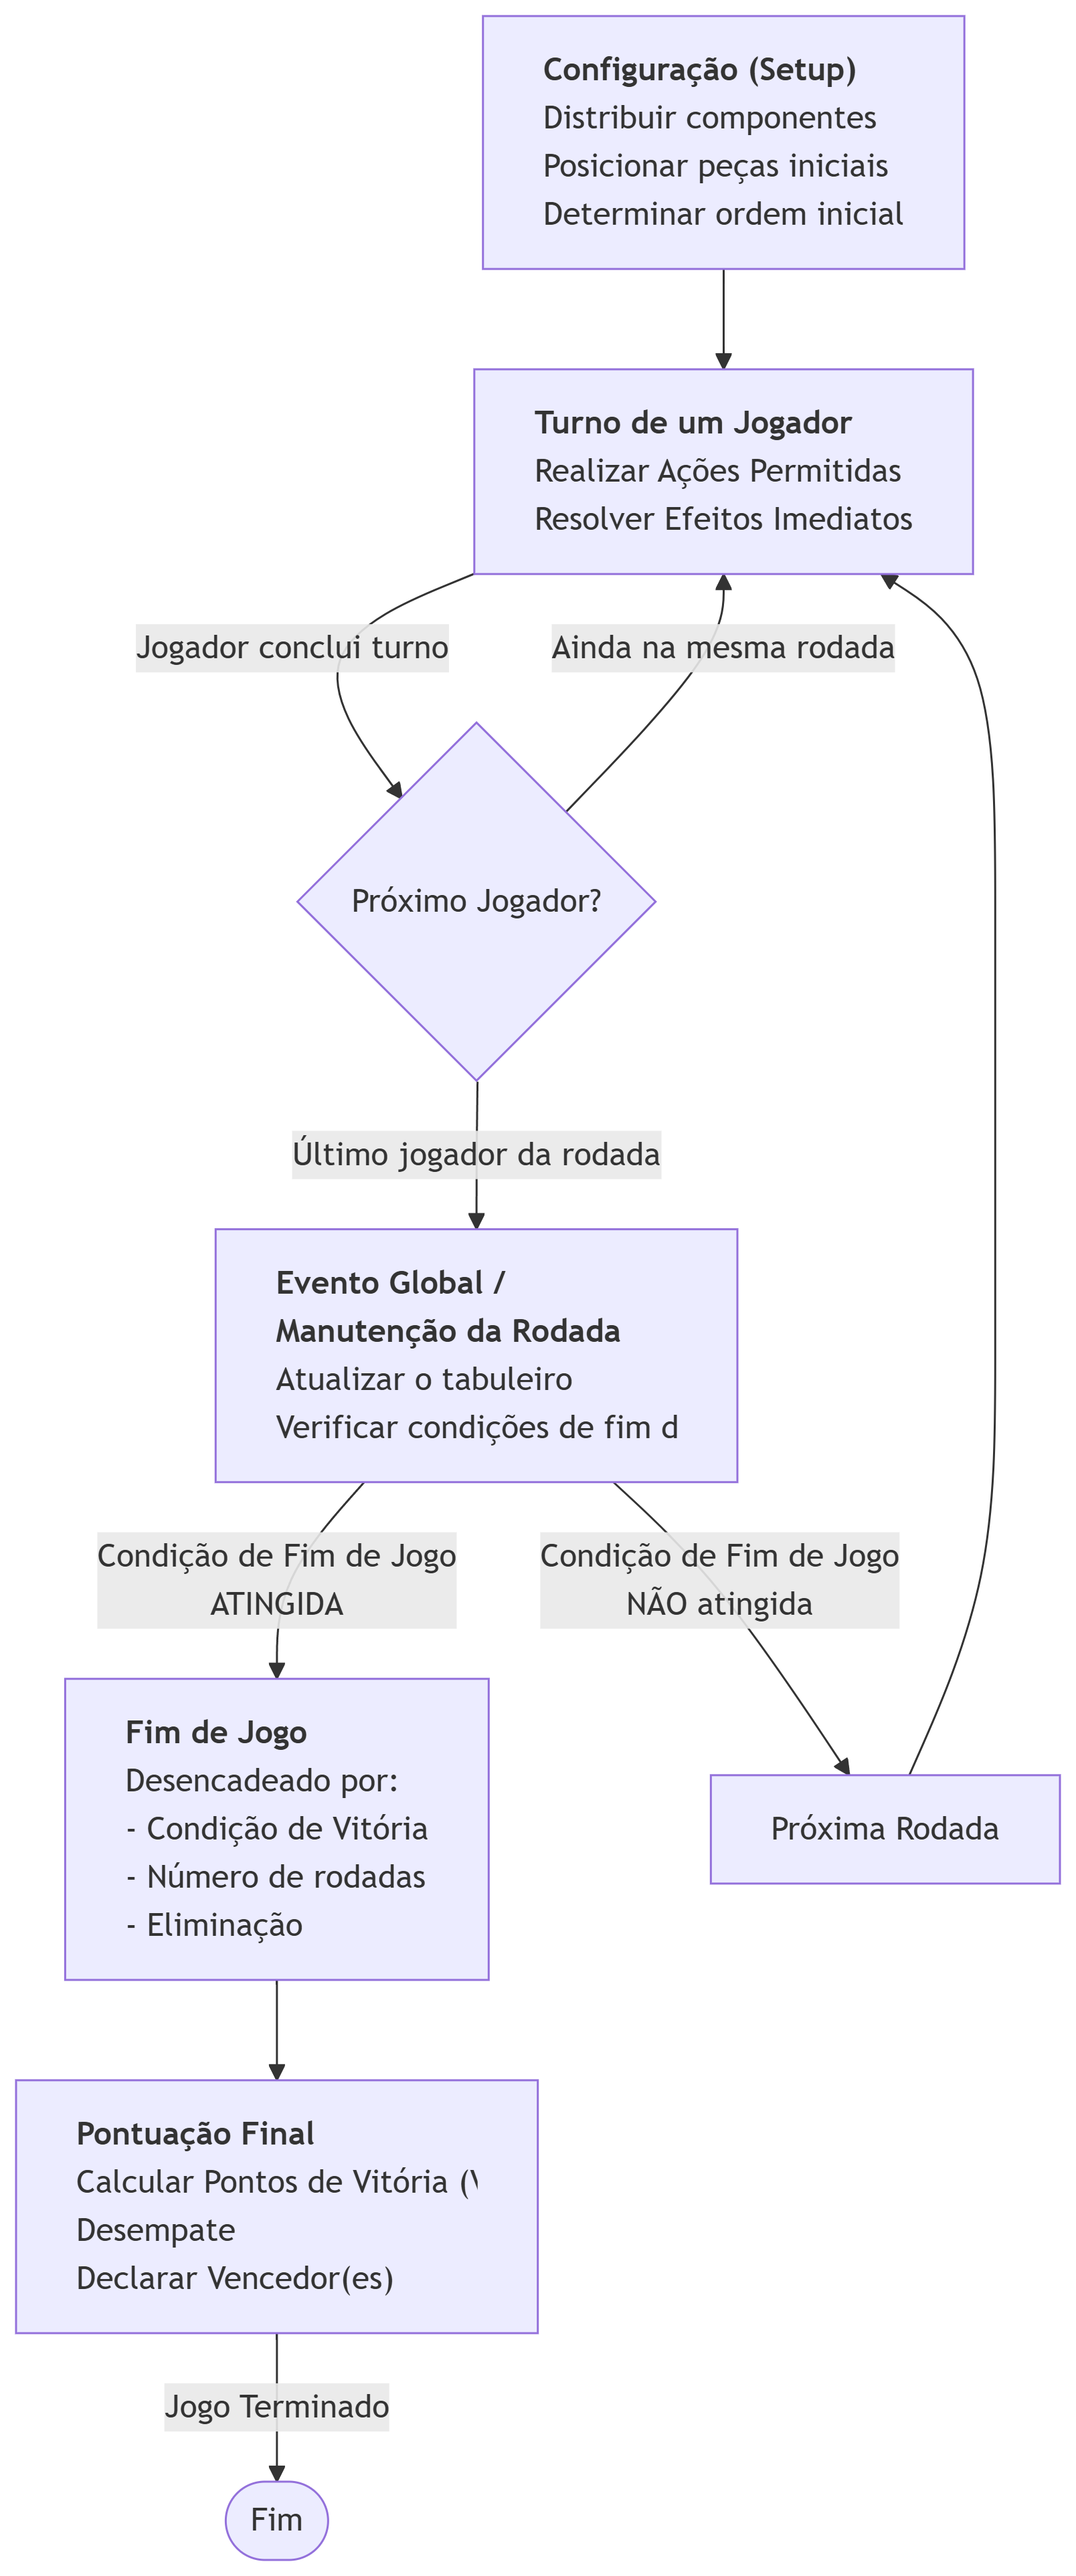 Configuração (Setup)
Distribuir componentes
Posicionar peças iniciais
Determinar ordem inicial
Turno de um Jogador
Realizar Ações Permitidas
Resolver Efeitos Imediatos
Jogador conclui turno
Ainda na mesma rodada
Próximo Jogador?
Último jogador da rodada
Evento Global /
Manutenção da Rodada
Atualizar o tabuleiro
Verificar condições de fim d
Condição de Fim de Jogo
ATINGIDA
Condição de Fim de Jogo
NÃO atingida
Fim de Jogo
Desencadeado por:
- Condição de Vitória
- Número de rodadas
- Eliminação
Próxima Rodada
Pontuação Final
Calcular Pontos de Vitória (
Desempate
Declarar Vencedor(es)
Jogo Terminado
Fim